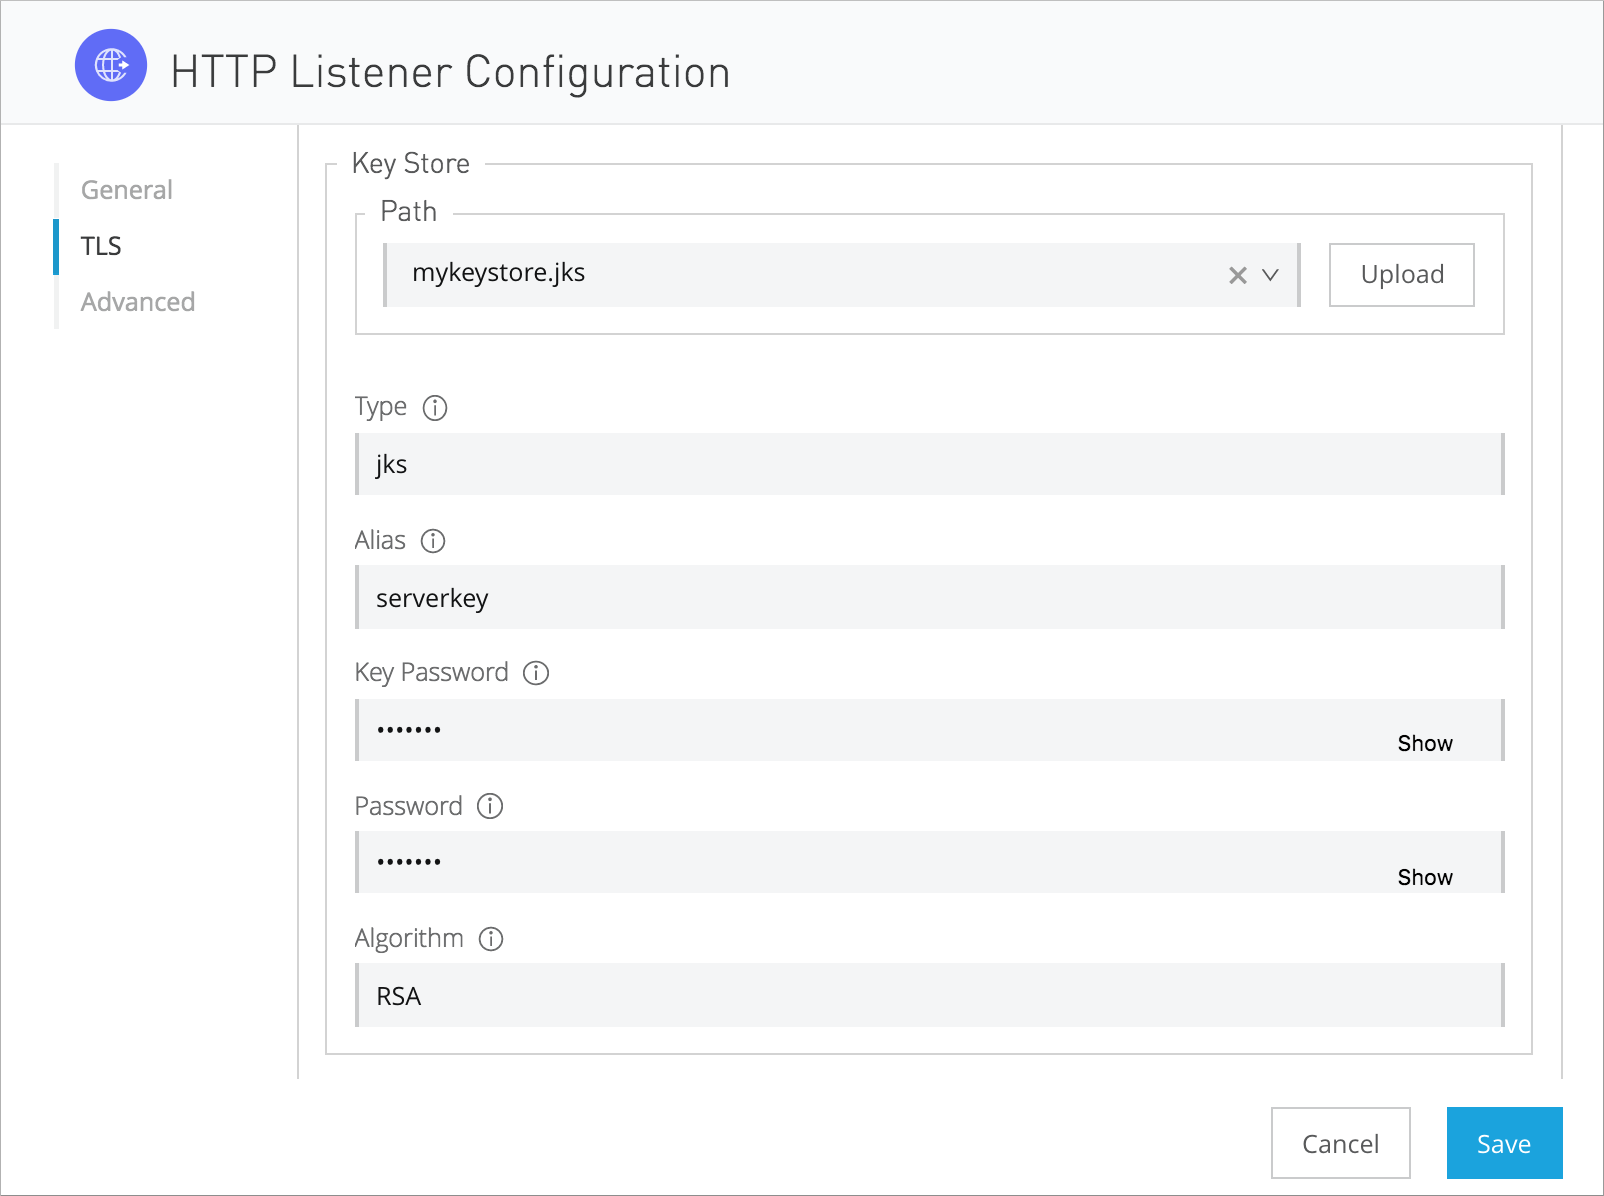 HTTP Listener Configuration
General
TLS
Advanced
Key Store
Path
mykeystore.jks
Upload
Type
jks
Alias
serverkey
Key Password
•••••••
Show
Password
•••••••
Show
Algorithm
RSA
Cancel
Save